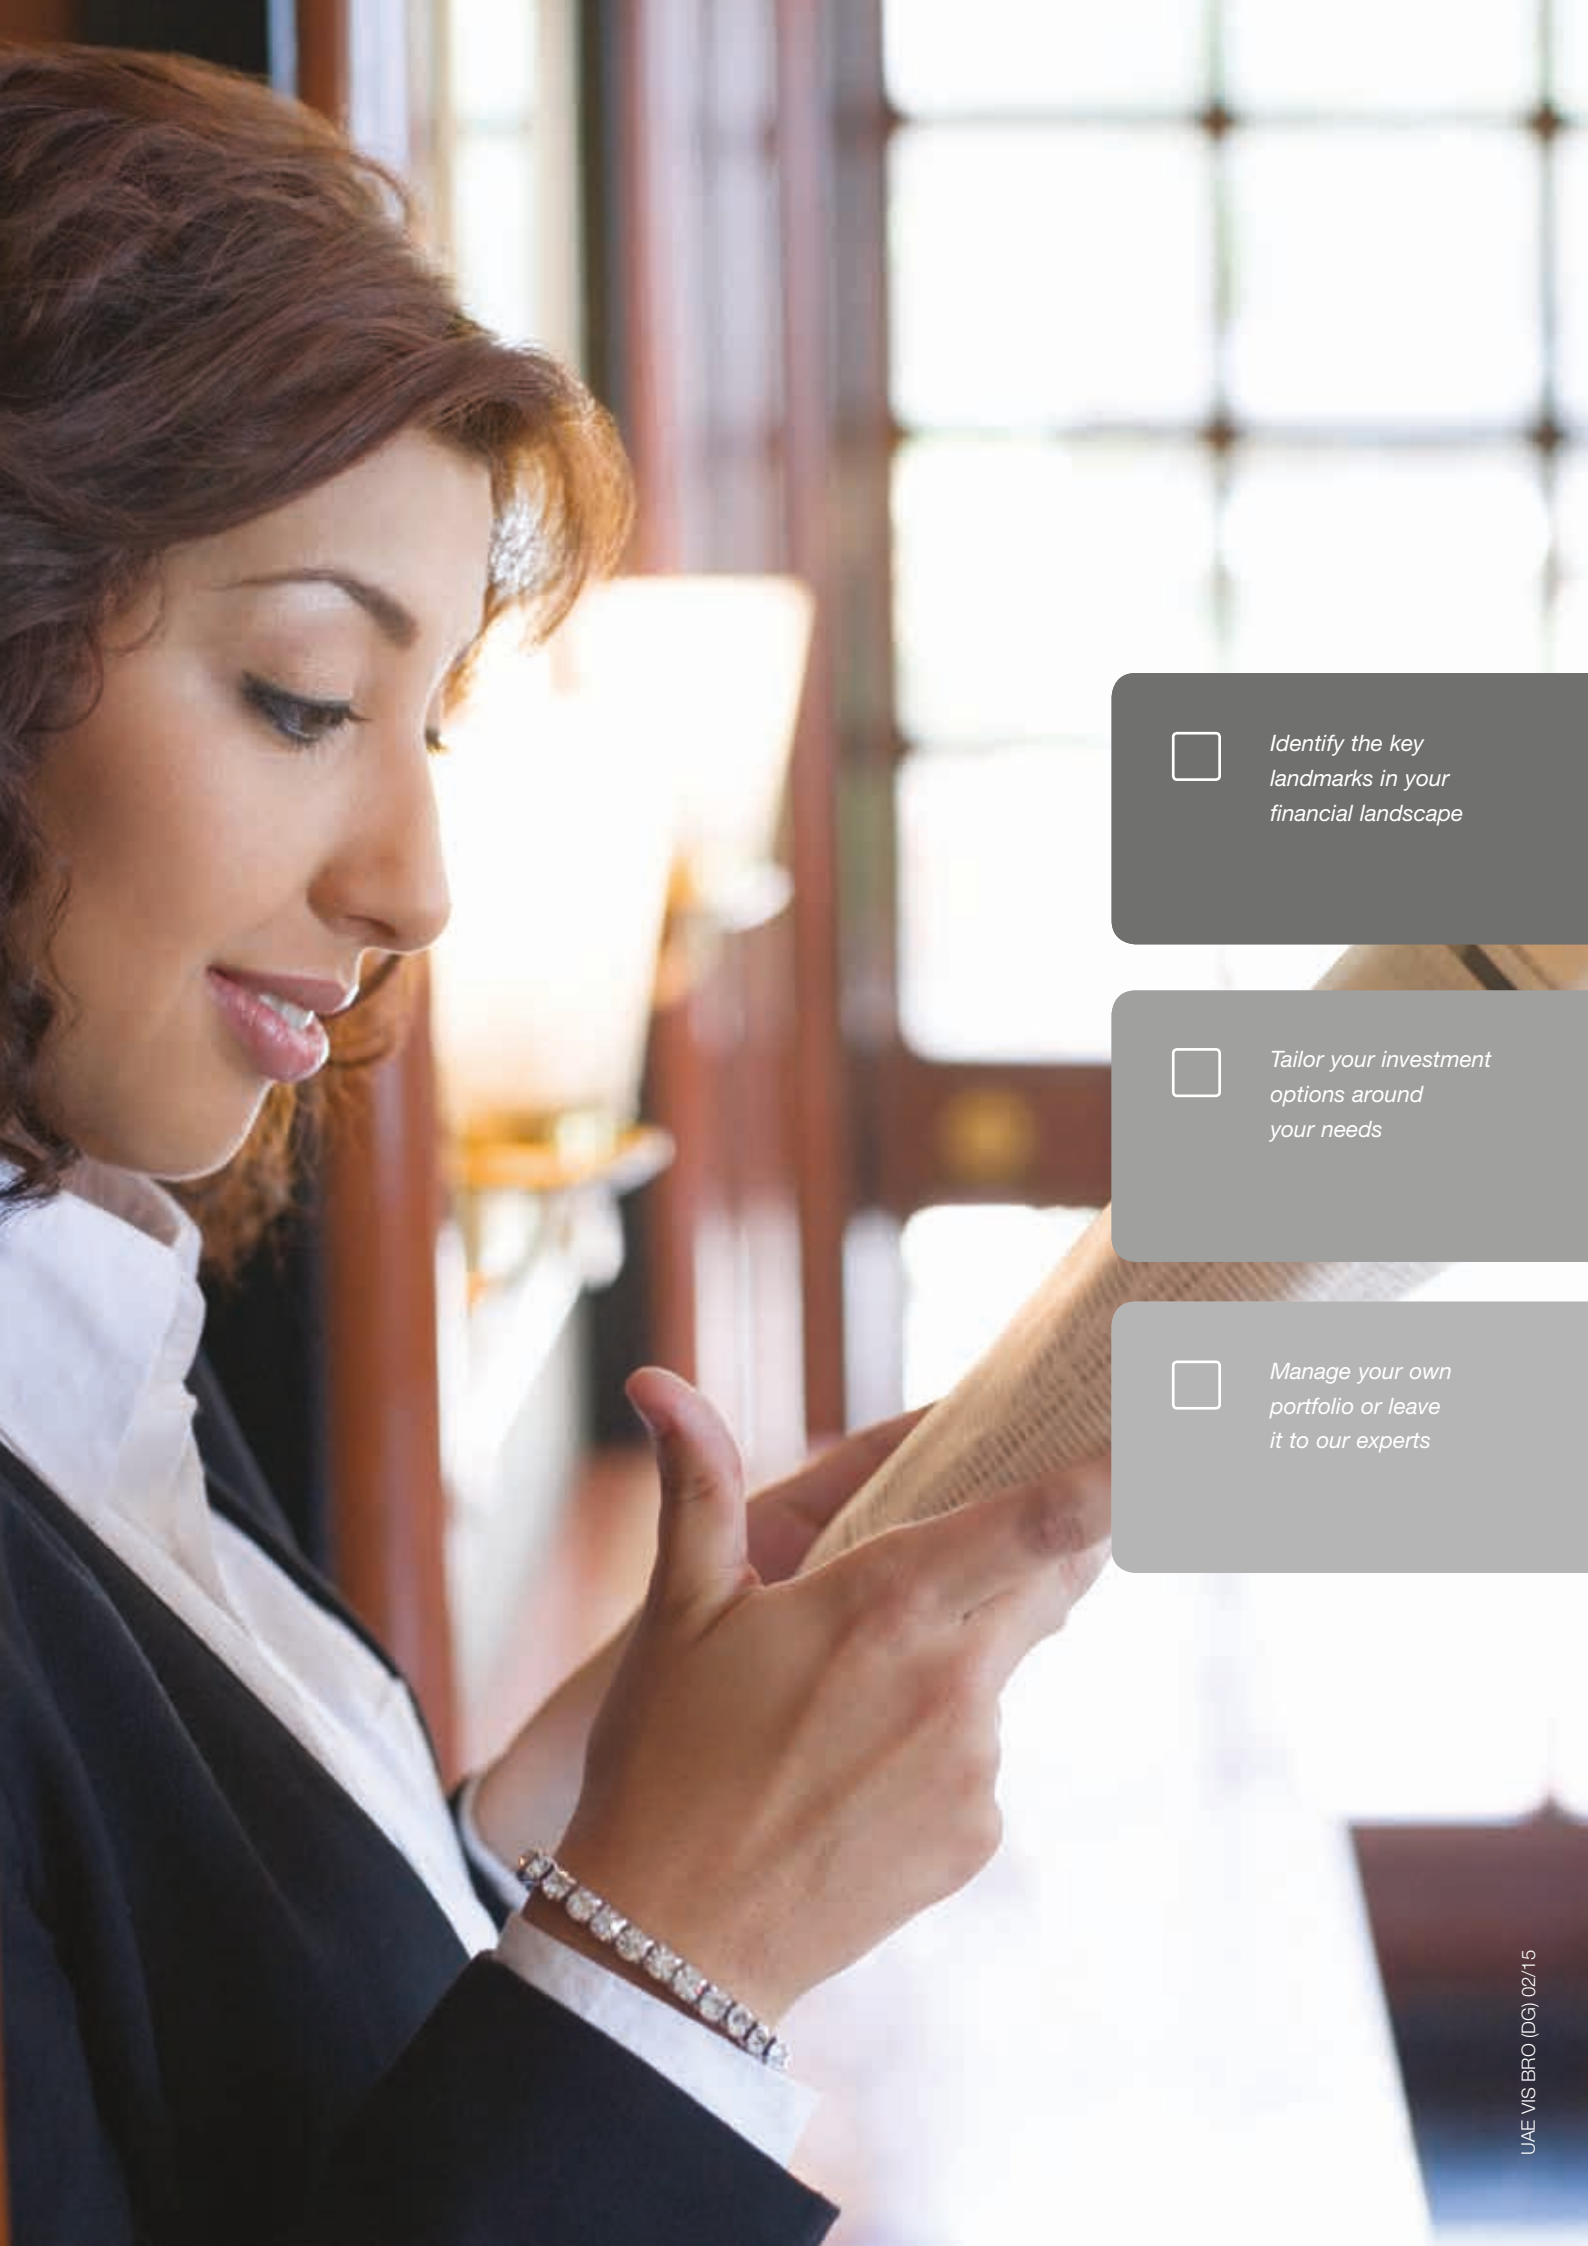 Identify the key
landmarks in your
financial landscape
Tailor your investment
options around
your needs
Manage your own
portfolio or leave
it to our experts
UAE VIS BRO (DG) 02/15